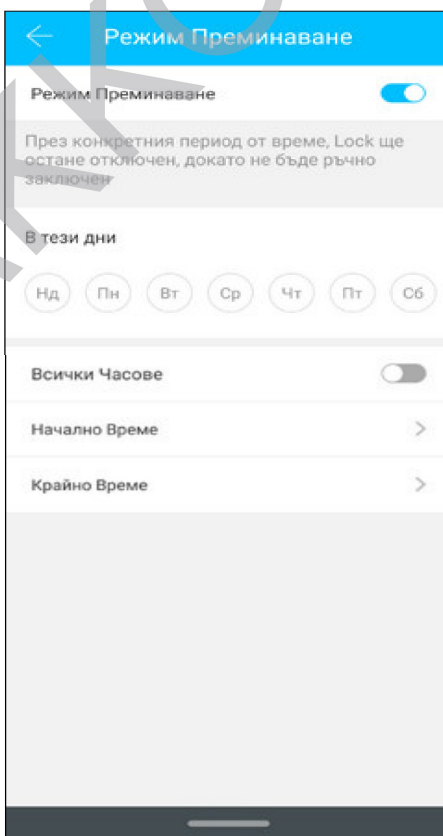 Режим Преминаване
Режим Преминаване
През конкретния период от време, Lock ще
остане отключен, докато не бъде ръчно
заключен
В тези дни
Нд Пн Вт Ср Чт Пт Сб
Всички Часове
Начално Време
Крайно Време